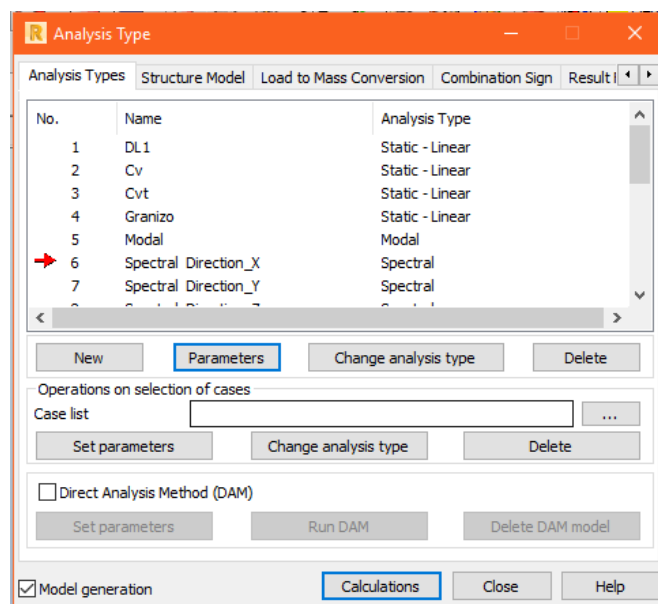 Analysis Type
Analysis Types Structure Model Load to Mass Conversion Combination Sign Result
No. Name Analysis Type
1 DL1 Static - Linear
2 Cv Static - Linear
3 Cvt Static - Linear
4 Granizo Static - Linear
5 Modal Modal
6 Spectral Direction_X Spectral
7 Spectral Direction_Y Spectral
New Parameters Change analysis type Delete
Operations on selection of cases
Case list ...
Set parameters Change analysis type Delete
Direct Analysis Method (DAM)
Set parameters Run DAM Delete DAM model
Model generation Calculations Close Help